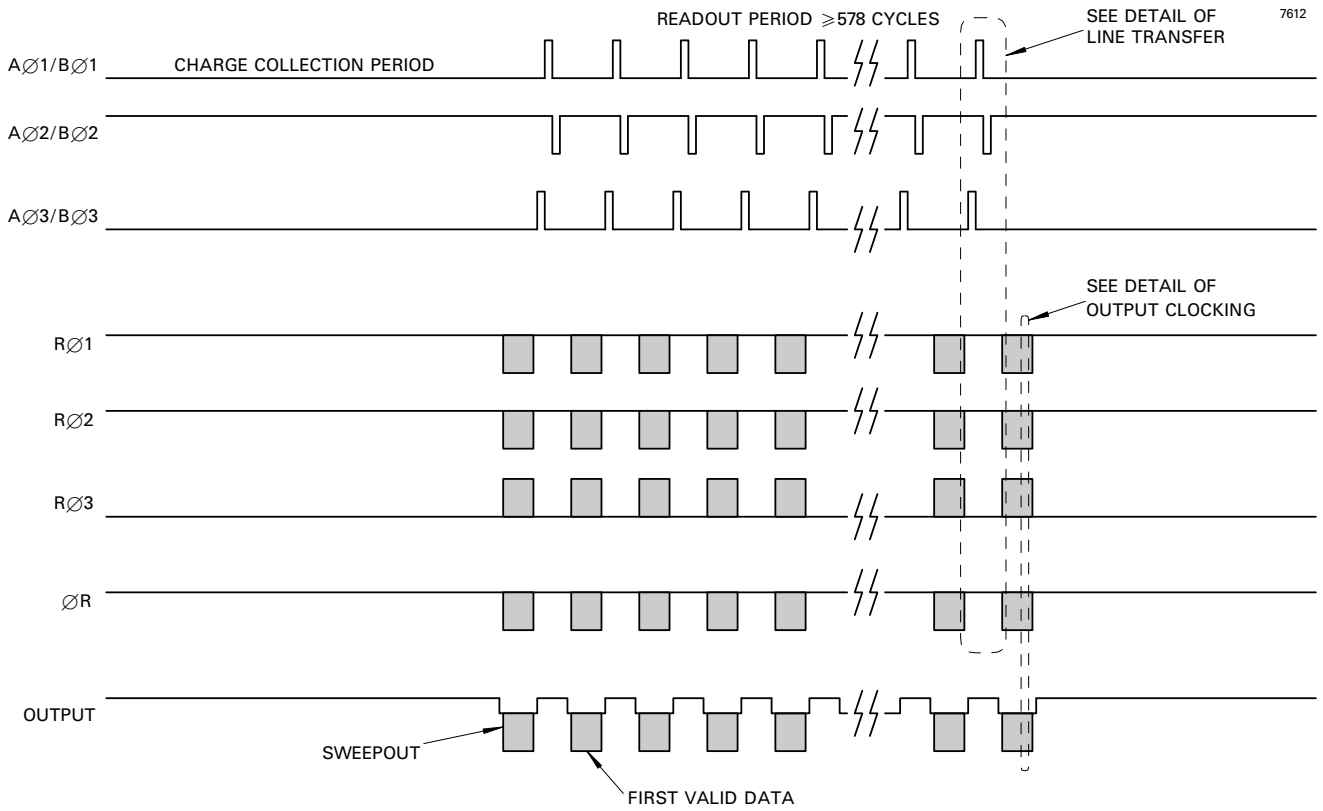 READOUT PERIOD ⩾578 CYCLES
SEE DETAIL OF
LINE TRANSFER
7612
A∅1/B∅1
CHARGE COLLECTION PERIOD
A∅2/B∅2
A∅3/B∅3
SEE DETAIL OF
OUTPUT CLOCKING
R∅1
R∅2
R∅3
∅R
OUTPUT
SWEEPOUT
FIRST VALID DATA